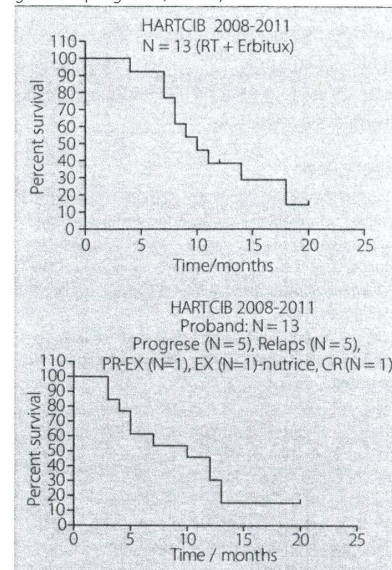 HARTCIB 2008-2011
N = 13 (RT + Erbitux)
110
100
90
80
70
60
50
40
30
20
10
0
Percent survival
0 5 10 15 20 25
Time/months
HARTCIB 2008-2011
Proband: N = 13
Progrese (N = 5), Relaps (N = 5),
PR-EX (N=1), EX (N=1)-nutrice, CR (N = 1)
110
100
90
80
70
60
50
40
30
20
10
0
Percent survival
0 5 10 15 20 25
Time / months